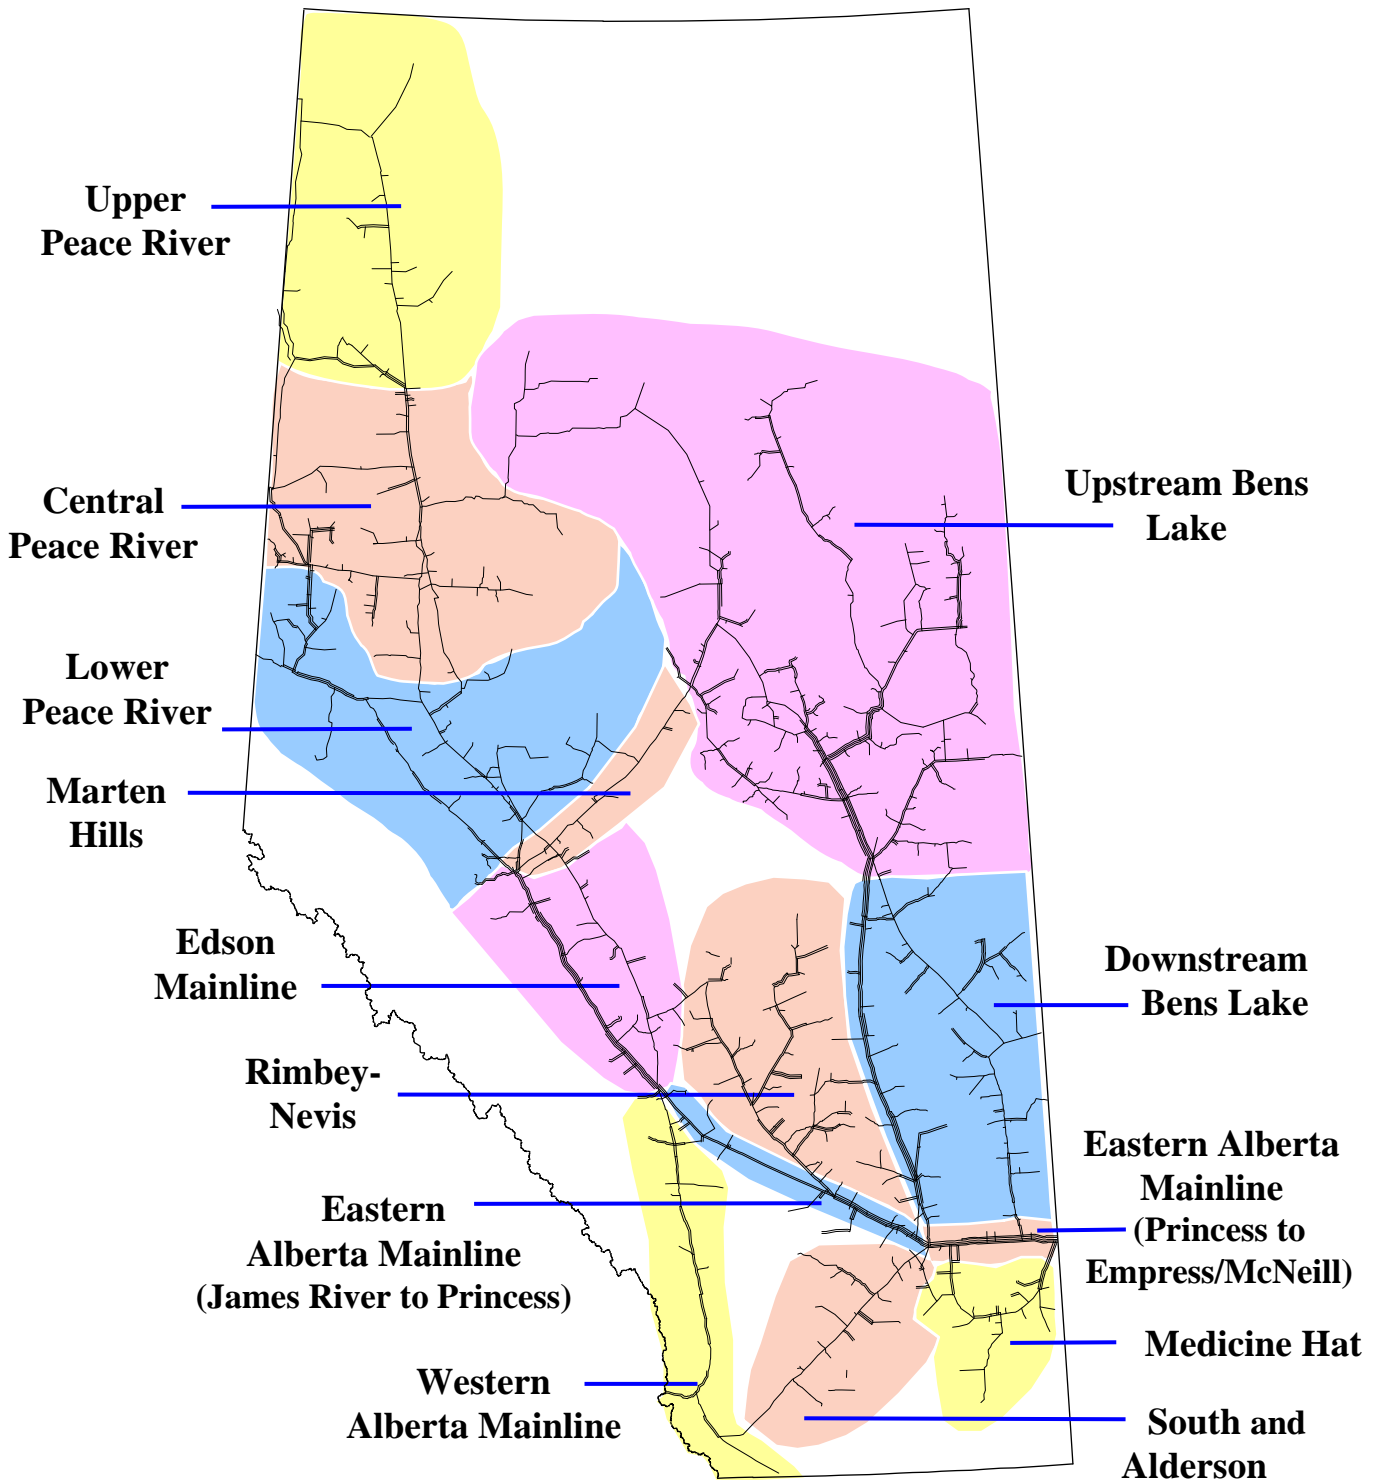 Upper
Peace River
Central
Peace River
Upstream Bens
Lake
Lower
Peace River
Marten
Hills
Edson
Mainline
Downstream
Bens Lake
Rimbey-
Nevis
Eastern Alberta
Mainline
(Princess to
Empress/McNeill)
Eastern
Alberta Mainline
(James River to Princess)
Medicine Hat
Western
Alberta Mainline
South and
Alderson